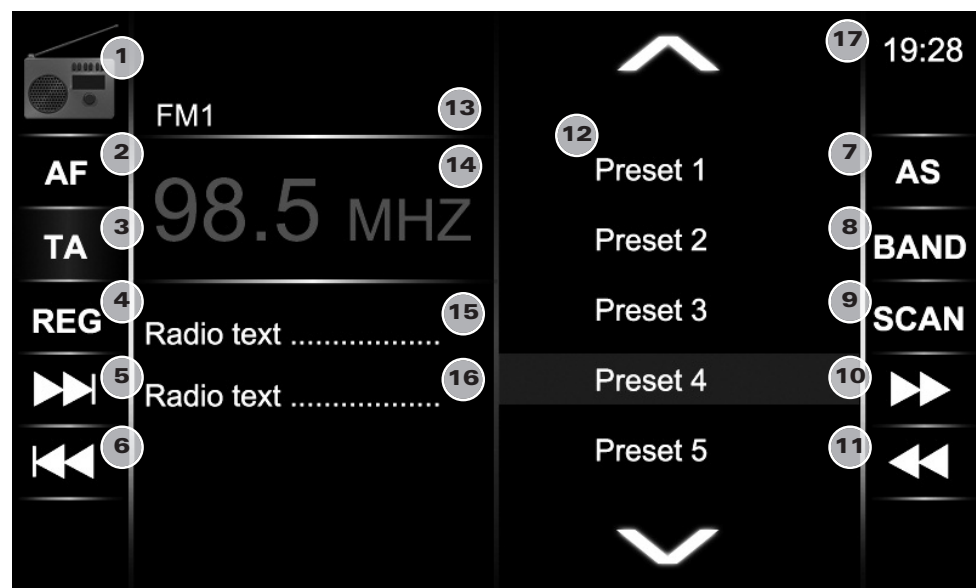 1
17 19:28
FM1 13
12
2 AF
14
Preset 1
7 AS
98.5 MHZ
3 TA
Preset 2
8 BAND
4 REG
Radio text .................. 15
Preset 3
9 SCAN
5
Radio text .................. 16
Preset 4
10
6
Preset 5
11